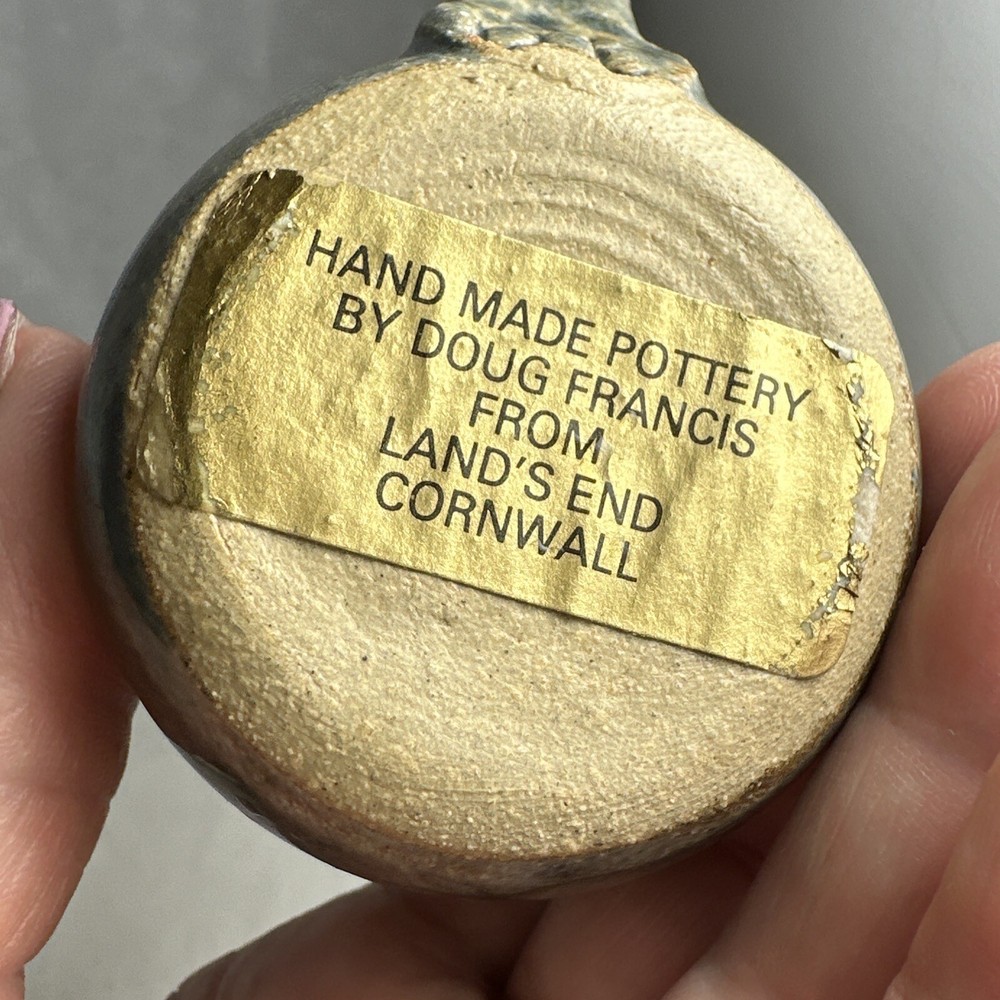 HAND MADE POTTERY
BY DOUG FRANCIS
FROM
LAND'S END
CORNWALL